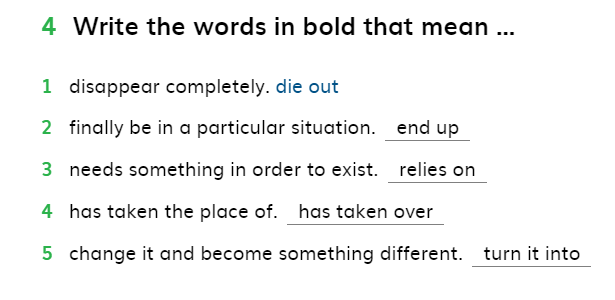 4 Write the words in bold that mean ...
1 disappear completely. die out
2 finally be in a particular situation. end up
3 needs something in order to exist. relies on
4 has taken the place of. has taken over
5 change it and become something different. turn it into